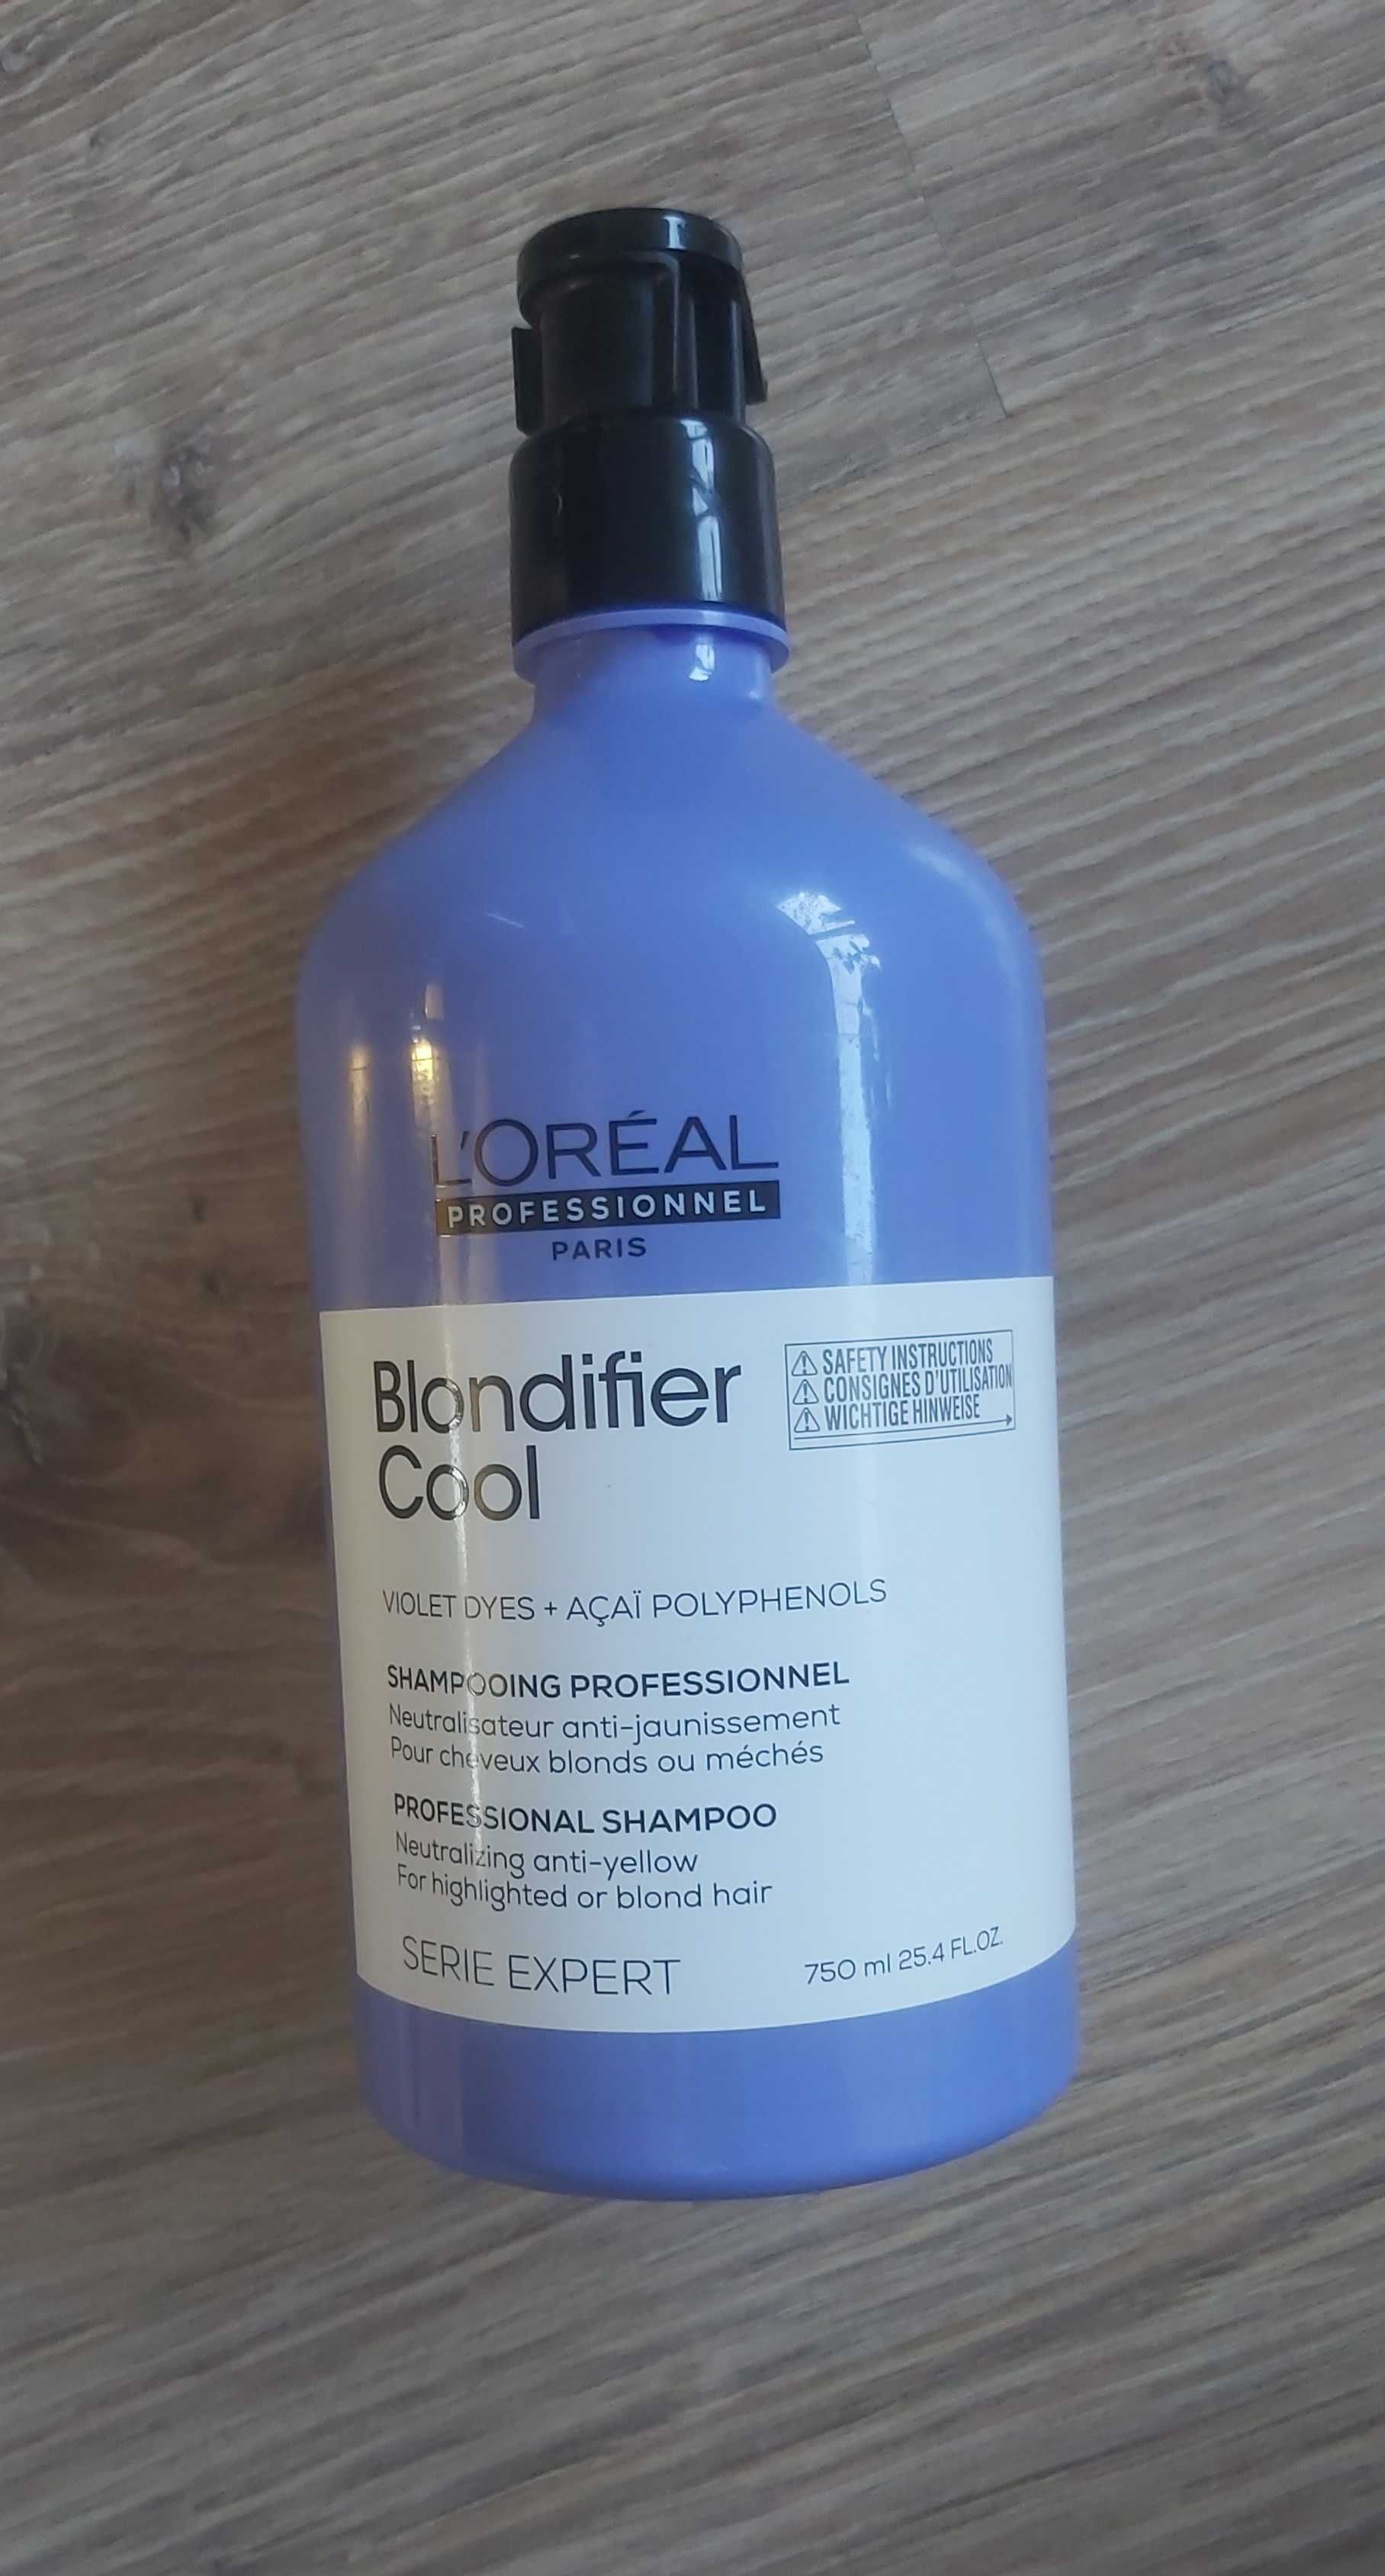 L'ORÉAL
PROFESSIONNEL
PARIS
Blondifier
Cool
⚠ SAFETY INSTRUCTIONS
⚠ CONSIGNES D'UTILISATION
⚠ WICHTIGE HINWEISE
VIOLET DYES + AÇAÏ POLYPHENOLS
SHAMPOOING PROFESSIONNEL
Neutralisateur anti-jaunissement
Pour cheveux blonds ou méchés
PROFESSIONAL SHAMPOO
Neutralizing anti-yellow
For highlighted or blond hair
SERIE EXPERT
750 ml 25.4 FL.OZ.